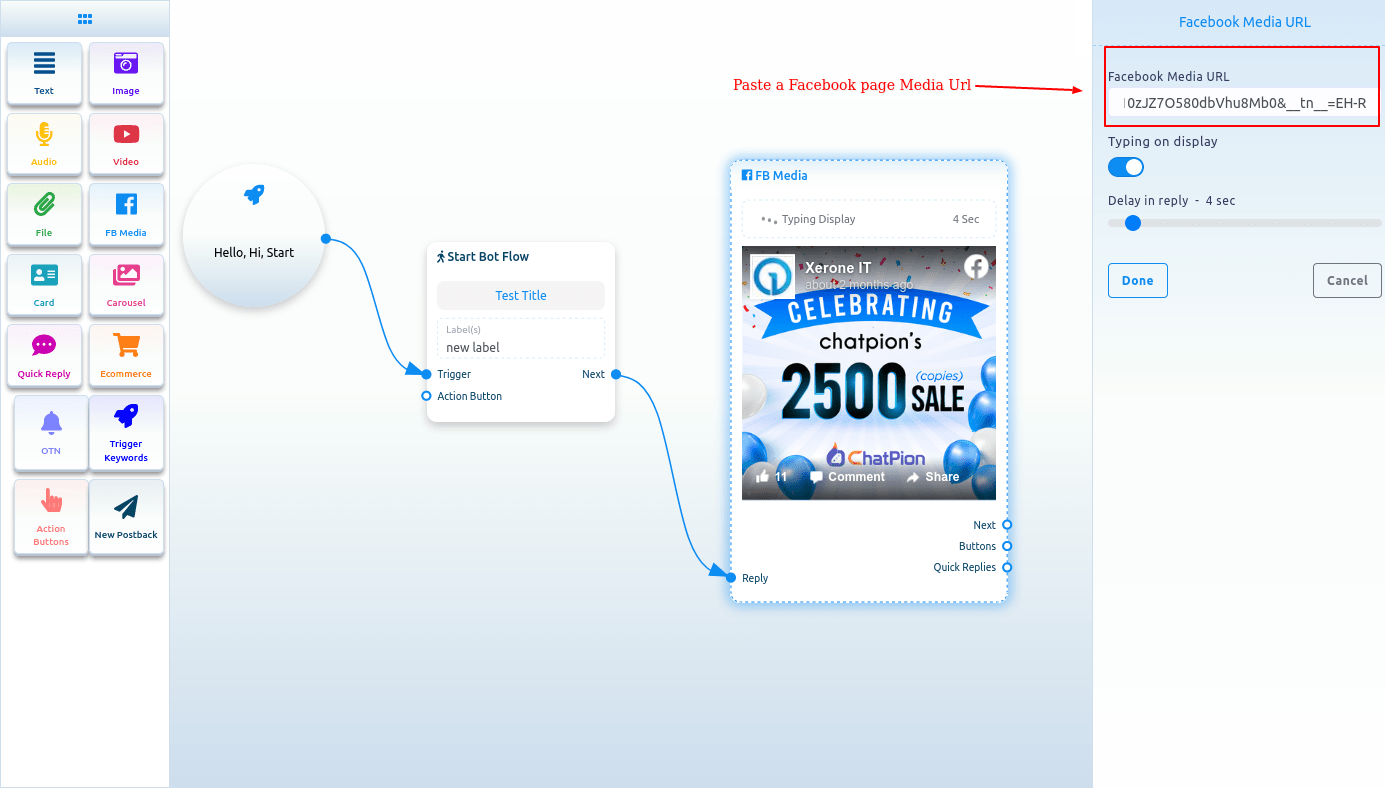 Text
Image
Audio
Video
File
FB Media
Card
Carousel
Quick Reply
Ecommerce
OTN
Trigger
Keywords
Action
Buttons
New Postback
Hello, Hi, Start
Start Bot Flow
Test Title
Label(s)
new label
Trigger
Next
Action Button
Paste a Facebook page Media Url
FB Media
Typing Display
4 Sec
Xerone IT
about 2 months ago
CELEBRATING
chatpion's
2500 (copies) SALE
ChatPion
11
Comment
Share
Next
Buttons
Quick Replies
Reply
Facebook Media URL
Facebook Media URL
0zJZ7O580dbVhu8Mb0&__tn__=EH-R
Typing on display
Delay in reply - 4 sec
Done
Cancel